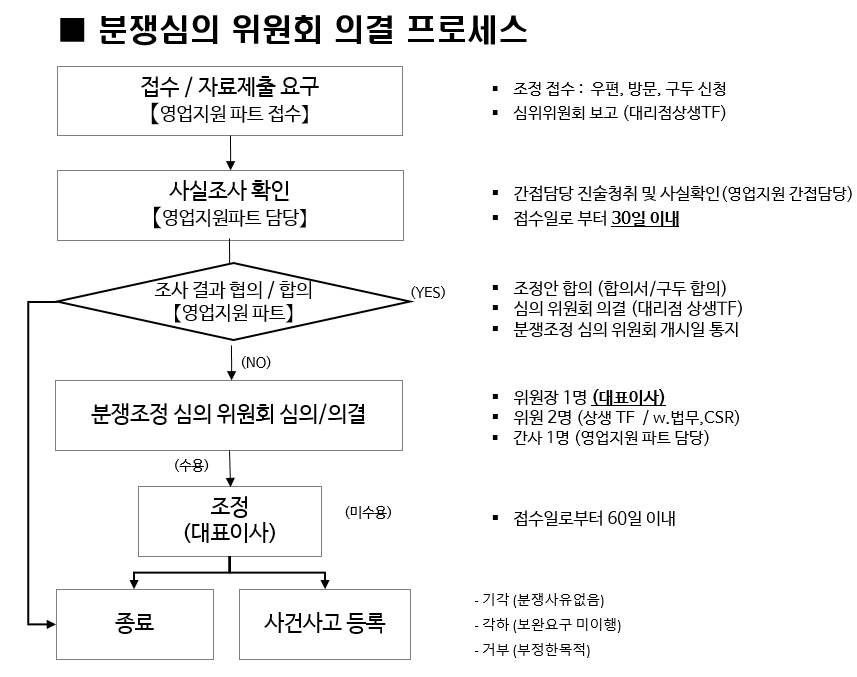 ■ 분쟁심의 위원회 의결 프로세스
접수 / 자료제출 요구
【영업지원 파트 접수】
▪ 조정 접수 : 우편, 방문, 구두 신청
▪ 심위위원회 보고 (대리점상생TF)
사실조사 확인
【영업지원파트 담당】
▪ 간접담당 진술청취 및 사실확인(영업지원 간접담당)
▪ 접수일로 부터 30일 이내
조사 결과 협의 / 합의
【영업지원 파트】
(YES)
▪ 조정안 합의 (합의서/구두 합의)
▪ 심의 위원회 의결 (대리점 상생TF)
▪ 분쟁조정 심의 위원회 개시일 통지
(NO)
분쟁조정 심의 위원회 심의/의결
▪ 위원장 1명 (대표이사)
▪ 위원 2명 (상생 TF / w.법무,CSR)
▪ 간사 1명 (영업지원 파트 담당)
(수용)
조정
(대표이사)
(미수용)
▪ 접수일로부터 60일 이내
종료
사건사고 등록
- 기각 (분쟁사유없음)
- 각하 (보완요구 미이행)
- 거부 (부정한목적)